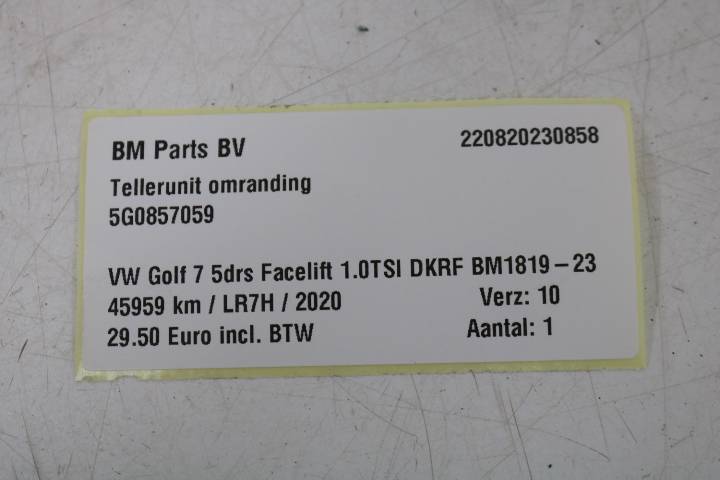 BM Parts BV 220820230858
Tellerunit omranding
5G0857059
VW Golf 7 5drs Facelift 1.0TSI DKRF BM1819-23
45959 km / LR7H / 2020 Verz: 10
29.50 Euro incl. BTW Aantal: 1